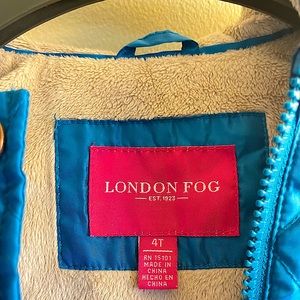 LONDON FOG
EST. 1923
4T
RN 15101
MADE IN
CHINA
HECHO EN
CHINA